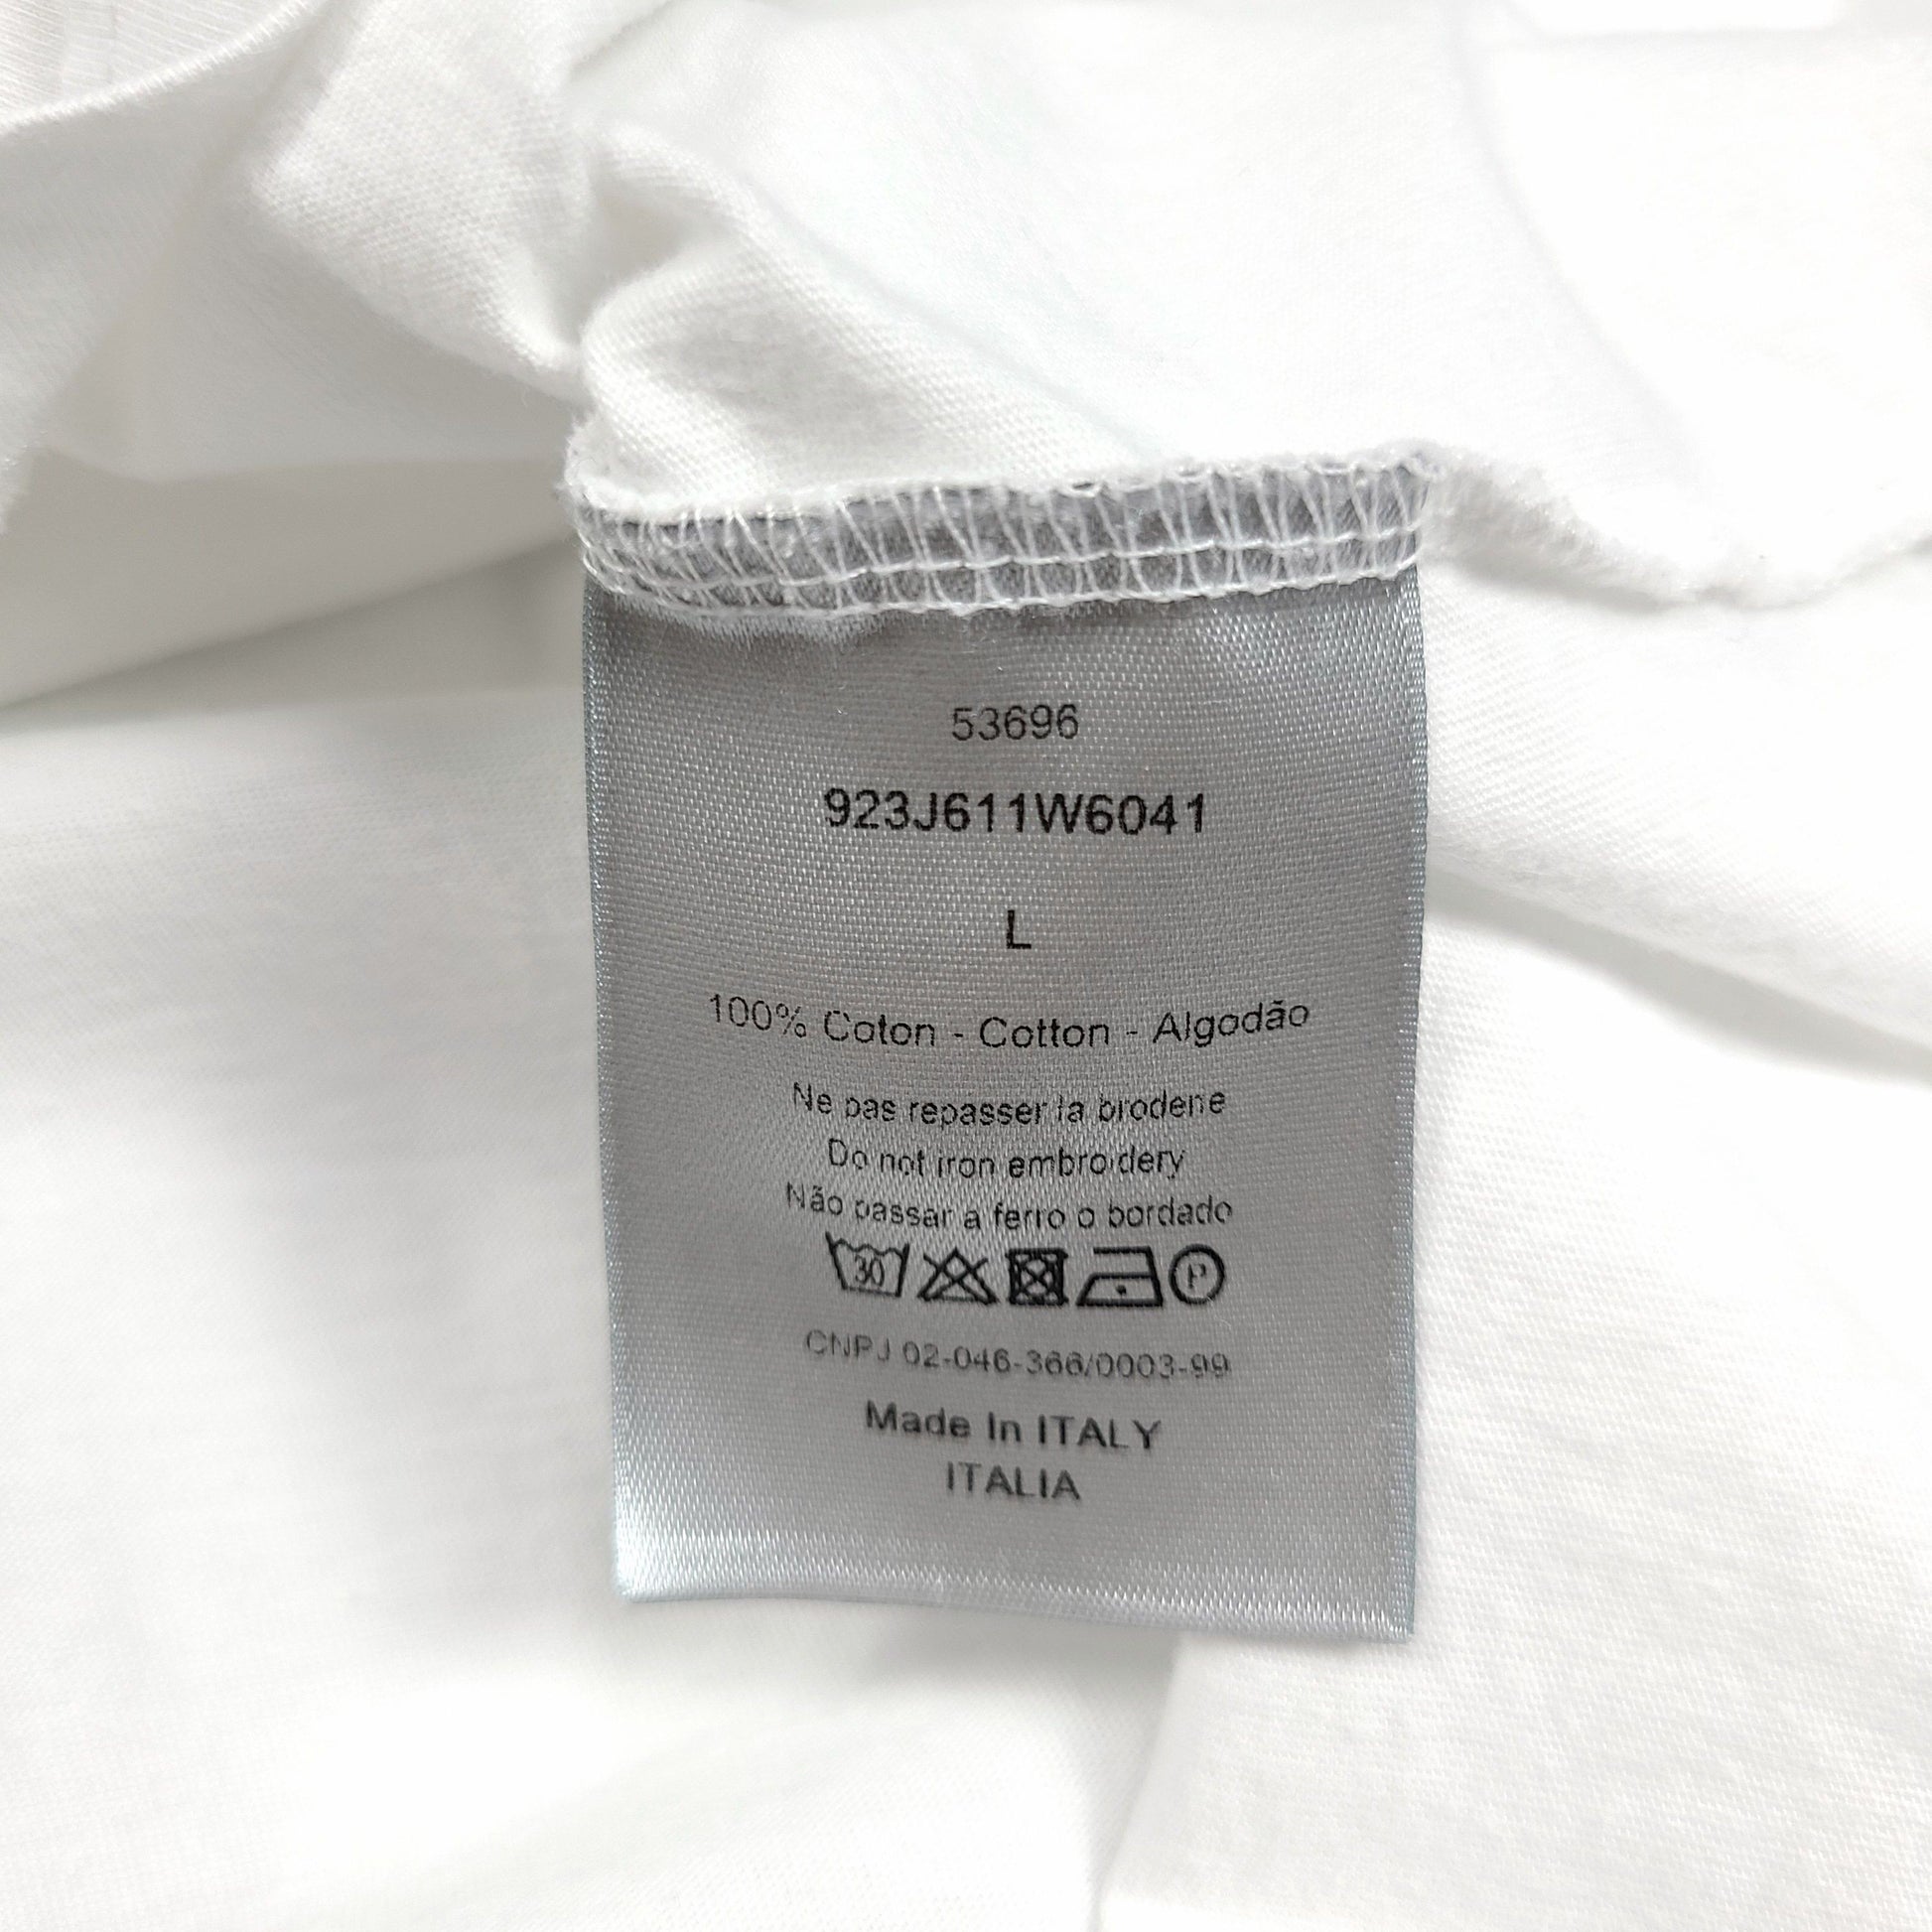 53696
923J611W6041
L
100% Coton - Cotton - Algodão
Ne pas repasser la broderie
Do not iron embroidery
Não passar a ferro o bordado
30 P
CNPJ 02-046-366/0003-99
Made In ITALY
ITALIA